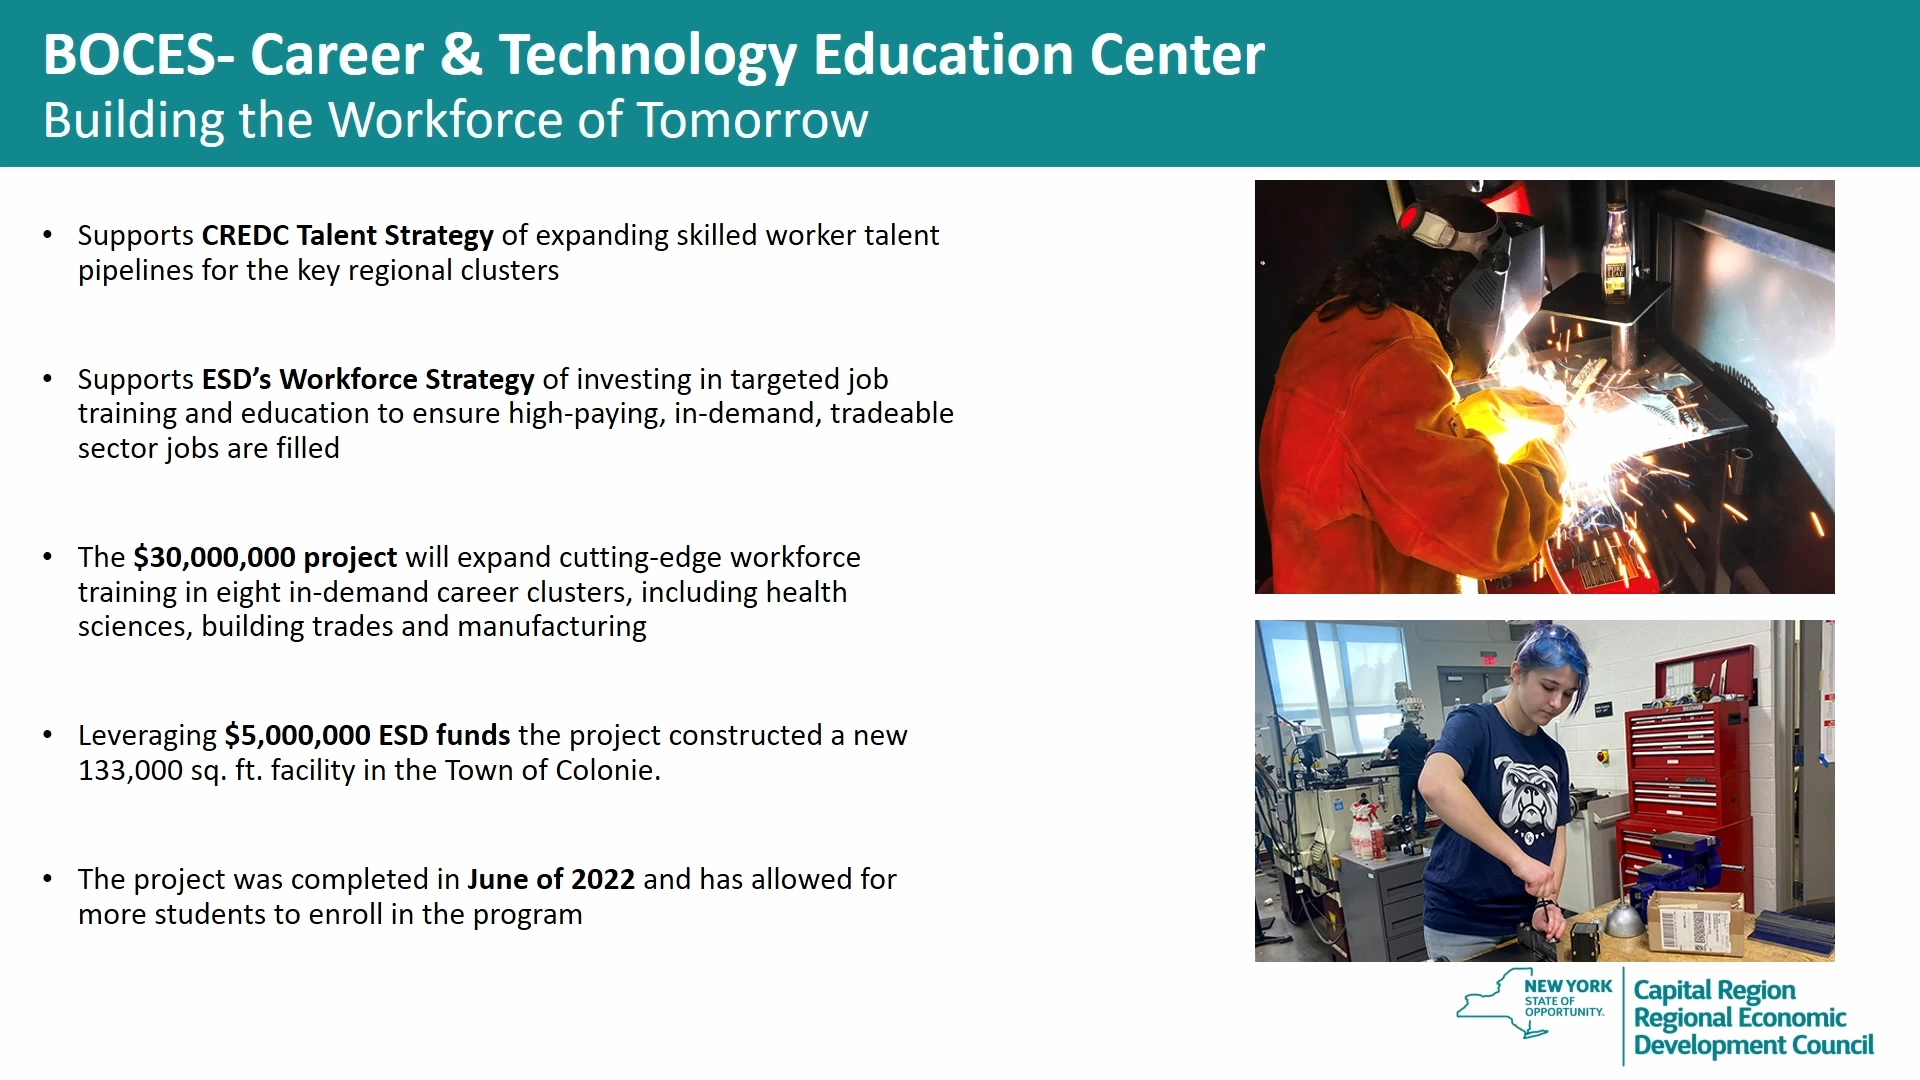 BOCES- Career & Technology Education Center
Building the Workforce of Tomorrow
• Supports CREDC Talent Strategy of expanding skilled worker talent
pipelines for the key regional clusters
• Supports ESD’s Workforce Strategy of investing in targeted job
training and education to ensure high-paying, in-demand, tradeable
sector jobs are filled
• The $30,000,000 project will expand cutting-edge workforce
training in eight in-demand career clusters, including health
sciences, building trades and manufacturing
• Leveraging $5,000,000 ESD funds the project constructed a new
133,000 sq. ft. facility in the Town of Colonie.
• The project was completed in June of 2022 and has allowed for
more students to enroll in the program
PURE
LEAF
NEW YORK
STATE OF
OPPORTUNITY.
Capital Region
Regional Economic
Development Council